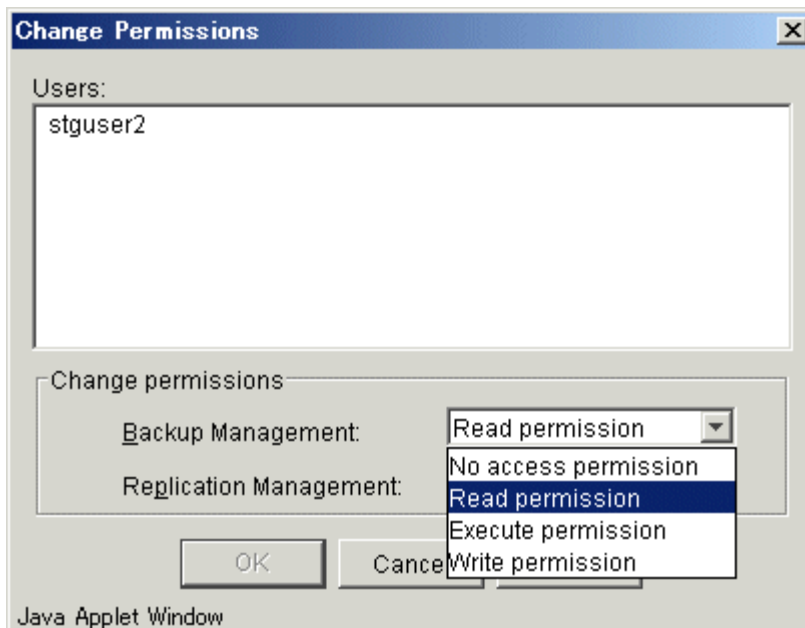 Change Permissions
Users:
stguser2
Change permissions
Backup Management:
Read permission
No access permission
Replication Management:
Read permission
Execute permission
OK
Cance
Write permission
Java Applet Window